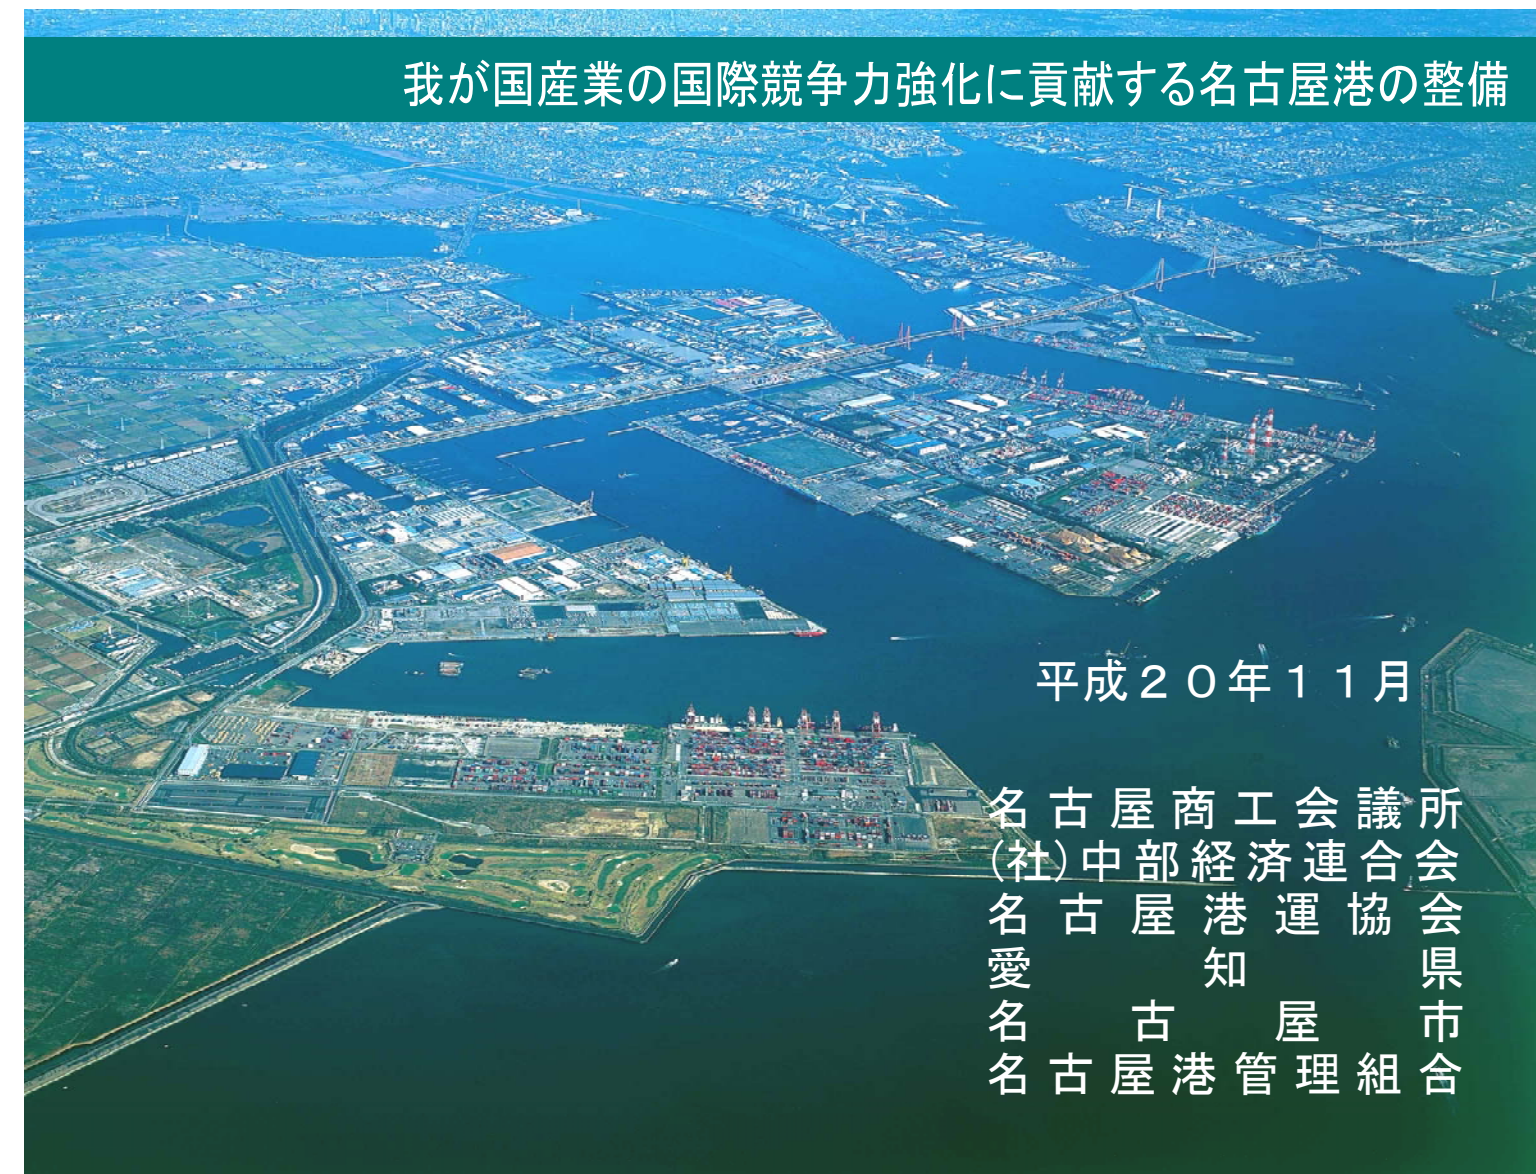 我が国産業の国際競争力強化に貢献する名古屋港の整備
平成２０年１１月
名古屋商工会議所
(社)中部経済連合会
名古屋港運協会
愛知県
名古屋市
名古屋港管理組合